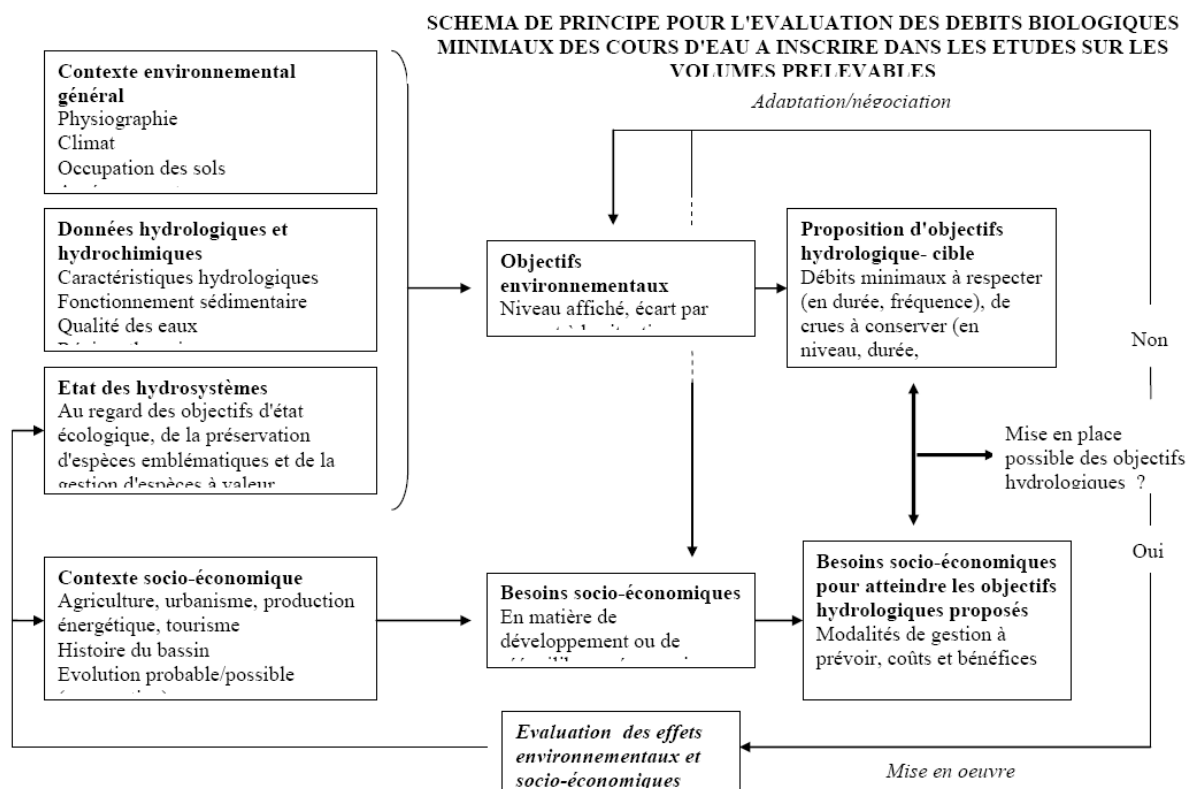 SCHEMA DE PRINCIPE POUR L'EVALUATION DES DEBITS BIOLOGIQUES
MINIMAUX DES COURS D'EAU A INSCRIRE DANS LES ETUDES SUR LES
VOLUMES PRELEVABLES
Adaptation/négociation
Contexte environnemental
général
Physiographie
Climat
Occupation des sols
Données hydrologiques et
hydrochimiques
Caractéristiques hydrologiques
Fonctionnement sédimentaire
Qualité des eaux
Etat des hydrosystèmes
Au regard des objectifs d'état
écologique, de la préservation
d'espèces emblématiques et de la
gestion d'espèces à valeur
Contexte socio-économique
Agriculture, urbanisme, production
énergétique, tourisme
Histoire du bassin
Evolution probable/possible
Objectifs
environnementaux
Niveau affiché, écart par
Proposition d'objectifs
hydrologique- cible
Débits minimaux à respecter
(en durée, fréquence), de
crues à conserver (en
niveau, durée,
Non
Mise en place
possible des objectifs
hydrologiques ?
Oui
Besoins socio-économiques
En matière de
développement ou de
Besoins socio-économiques
pour atteindre les objectifs
hydrologiques proposés
Modalités de gestion à
prévoir, coûts et bénéfices
Evaluation des effets
environnementaux et
socio-économiques
Mise en oeuvre